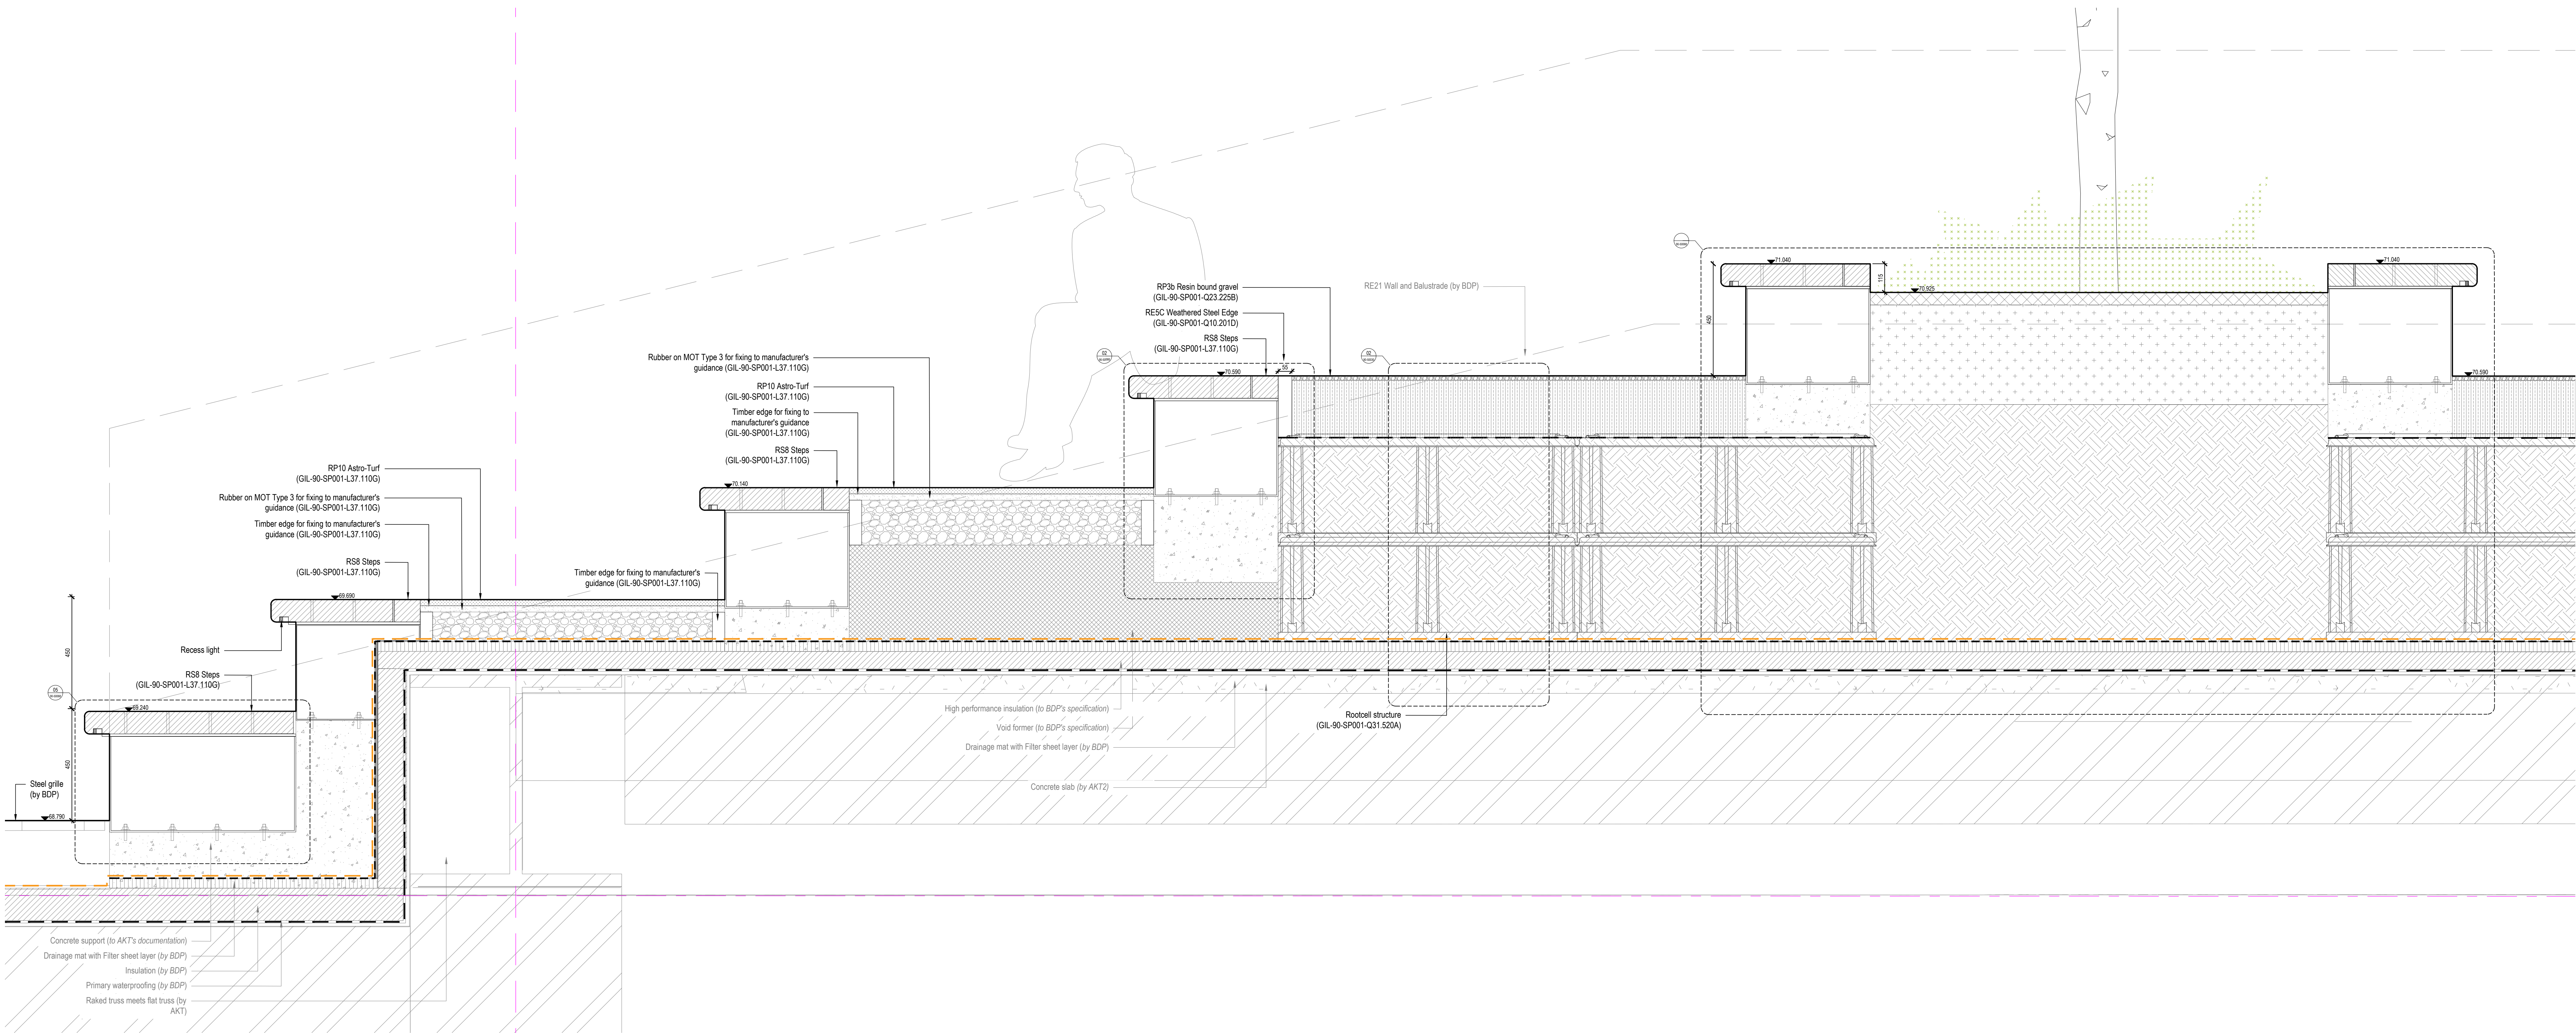 71.040
71.040
115
70.925
RP3b Resin bound gravel
(GIL-90-SP001-Q23.225B)
RE21 Wall and Balustrade (by BDP)
RE5C Weathered Steel Edge
(GIL-90-SP001-Q10.201D)
450
RS8 Steps
(GIL-90-SP001-L37.110G)
02
02
Rubber on MOT Type 3 for fixing to manufacturer's
guidance (GIL-90-SP001-L37.110G)
70.590
55
70.590
RP10 Astro-Turf
(GIL-90-SP001-L37.110G)
Timber edge for fixing to
manufacturer's guidance
(GIL-90-SP001-L37.110G)
RS8 Steps
(GIL-90-SP001-L37.110G)
RP10 Astro-Turf
(GIL-90-SP001-L37.110G)
70.140
Rubber on MOT Type 3 for fixing to manufacturer's
guidance (GIL-90-SP001-L37.110G)
Timber edge for fixing to manufacturer's
guidance (GIL-90-SP001-L37.110G)
RS8 Steps
(GIL-90-SP001-L37.110G)
Timber edge for fixing to manufacturer's
guidance (GIL-90-SP001-L37.110G)
69.690
450
Recess light
RS8 Steps
(GIL-90-SP001-L37.110G)
05
69.240
High performance insulation (to BDP's specification)
Rootcell structure
(GIL-90-SP001-Q31.520A)
Void former (to BDP's specification)
Drainage mat with Filter sheet layer (by BDP)
450
Steel grille
(by BDP)
Concrete slab (by AKT2)
68.790
Concrete support (to AKT's documentation)
Drainage mat with Filter sheet layer (by BDP)
Insulation (by BDP)
Primary waterproofing (by BDP)
Raked truss meets flat truss (by
AKT)